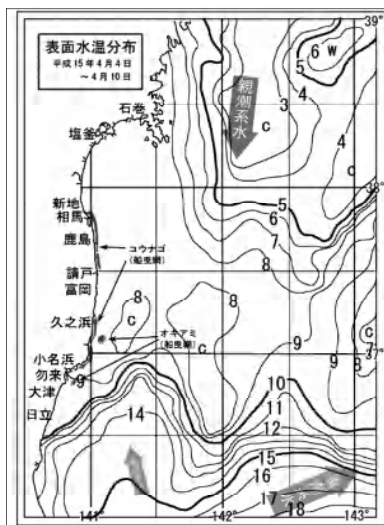 表面水温分布
平成15年4月4日
～4月10日
39°
6
W
5
石巻
塩釜
親潮系水
3
4
C
4
C
38°
新地
相馬
5
6
7
鹿島
コウナゴ
(船曳網)
8
請戸
富岡
8
8
久之浜
C
オキアミ
(船曳網)
C
9
9
8
37°
小名浜
勿来
9
大津
10
11
日立
14
12
15
16
17
18
141°
142°
143°